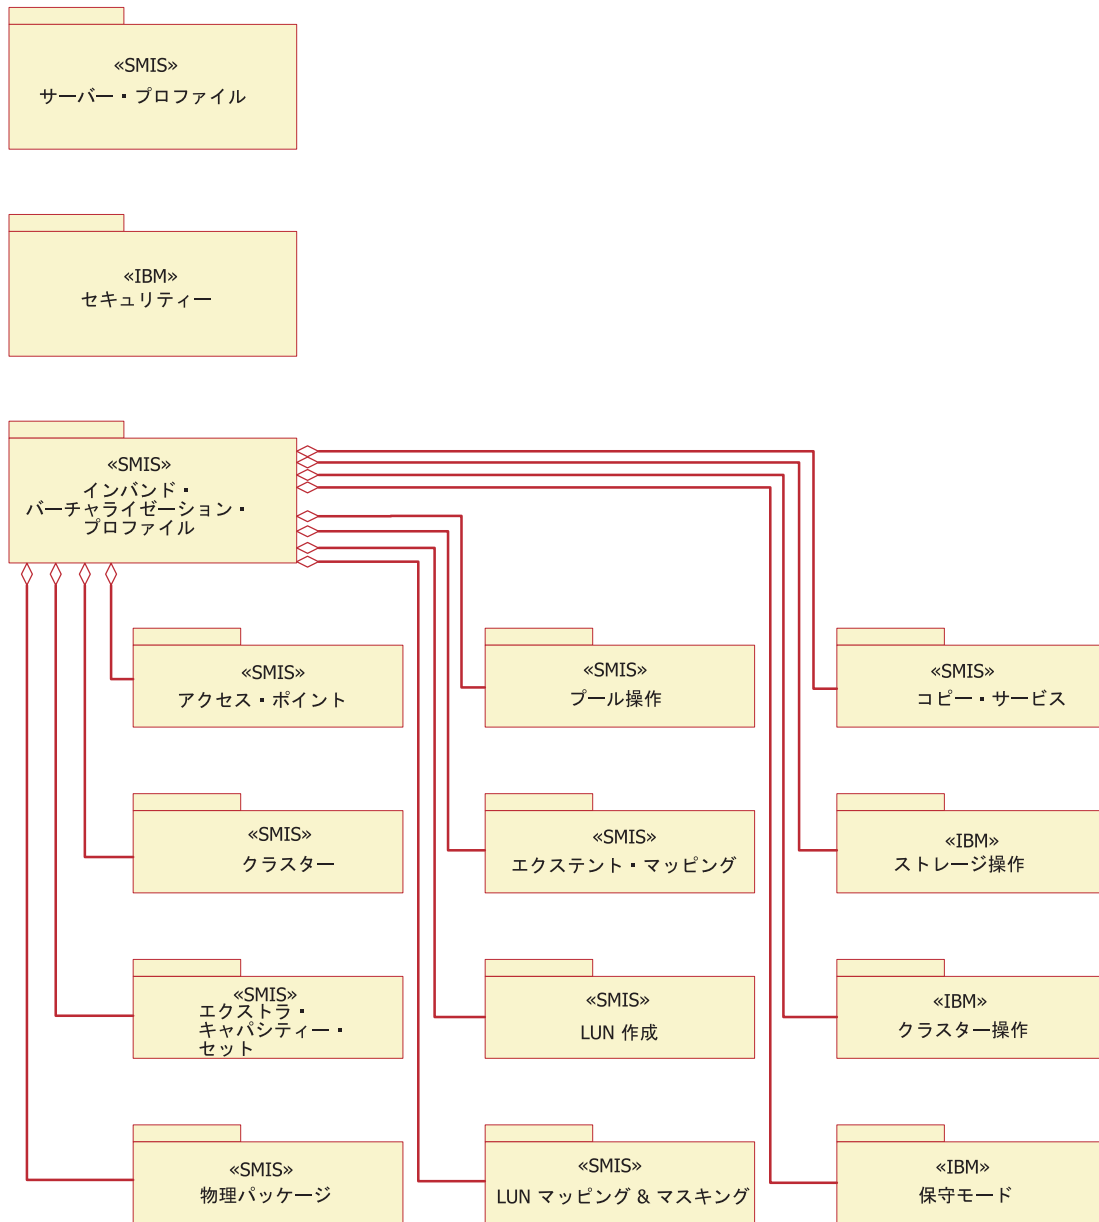 «SMIS»
サーバー・プロファイル
«IBM»
セキュリティー
«SMIS»
インバンド・
バーチャライゼーション・
プロファイル
«SMIS»
アクセス・ポイント
«SMIS»
プール操作
«SMIS»
コピー・サービス
«SMIS»
クラスター
«SMIS»
エクステント・マッピング
«IBM»
ストレージ操作
«SMIS»
エクストラ・
キャパシティー・
セット
«SMIS»
LUN 作成
«IBM»
クラスター操作
«SMIS»
物理パッケージ
«SMIS»
LUN マッピング & マスキング
«IBM»
保守モード